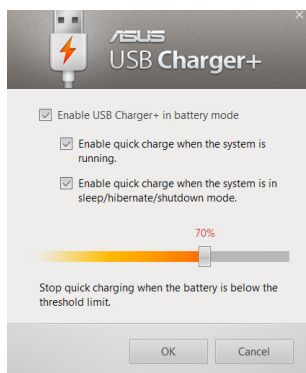 ASUS
USB Charger+
Enable USB Charger+ in battery mode
Enable quick charge when the system is
running.
Enable quick charge when the system is in
sleep/hibernate/shutdown mode.
70%
Stop quick charging when the battery is below the
threshold limit.
OK
Cancel